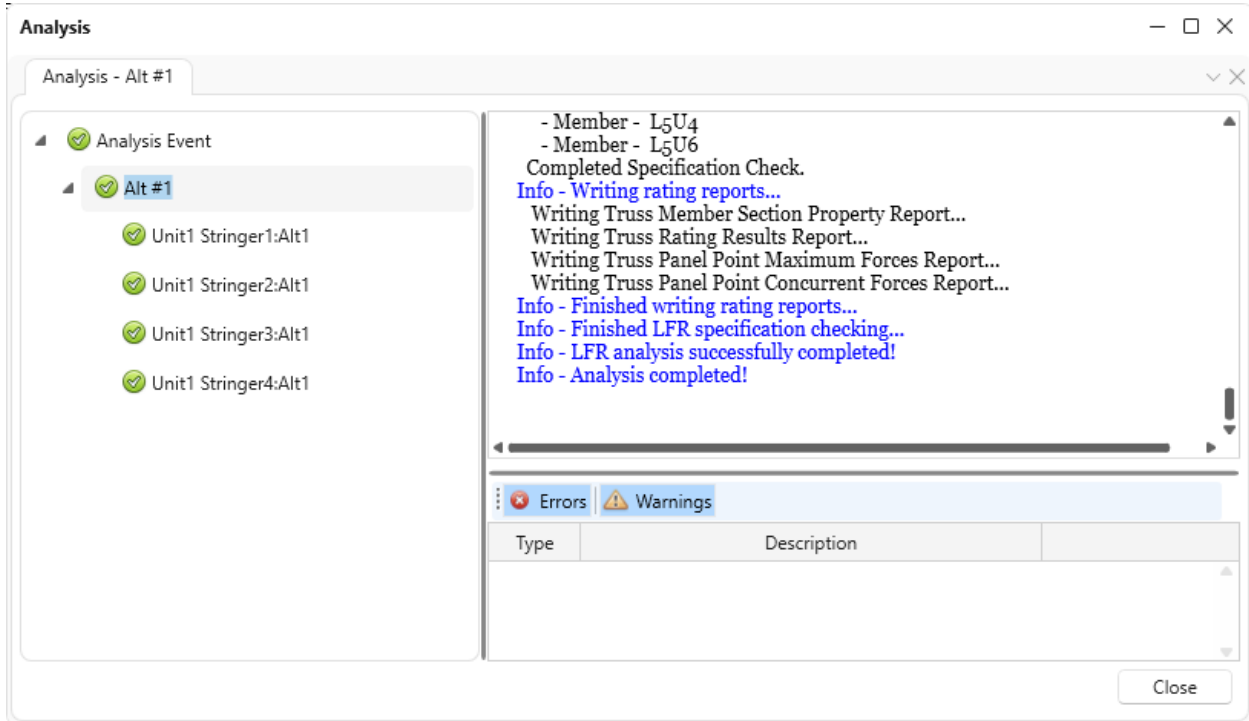 Analysis
Analysis - Alt #1
Analysis Event
Alt #1
Unit1 Stringer1:Alt1
Unit1 Stringer2:Alt1
Unit1 Stringer3:Alt1
Unit1 Stringer4:Alt1
- Member - L5U4
- Member - L5U6
Completed Specification Check.
Info - Writing rating reports...
Writing Truss Member Section Property Report...
Writing Truss Rating Results Report...
Writing Truss Panel Point Maximum Forces Report...
Writing Truss Panel Point Concurrent Forces Report...
Info - Finished writing rating reports...
Info - Finished LFR specification checking...
Info - LFR analysis successfully completed!
Info - Analysis completed!
Errors Warnings
Type Description
Close